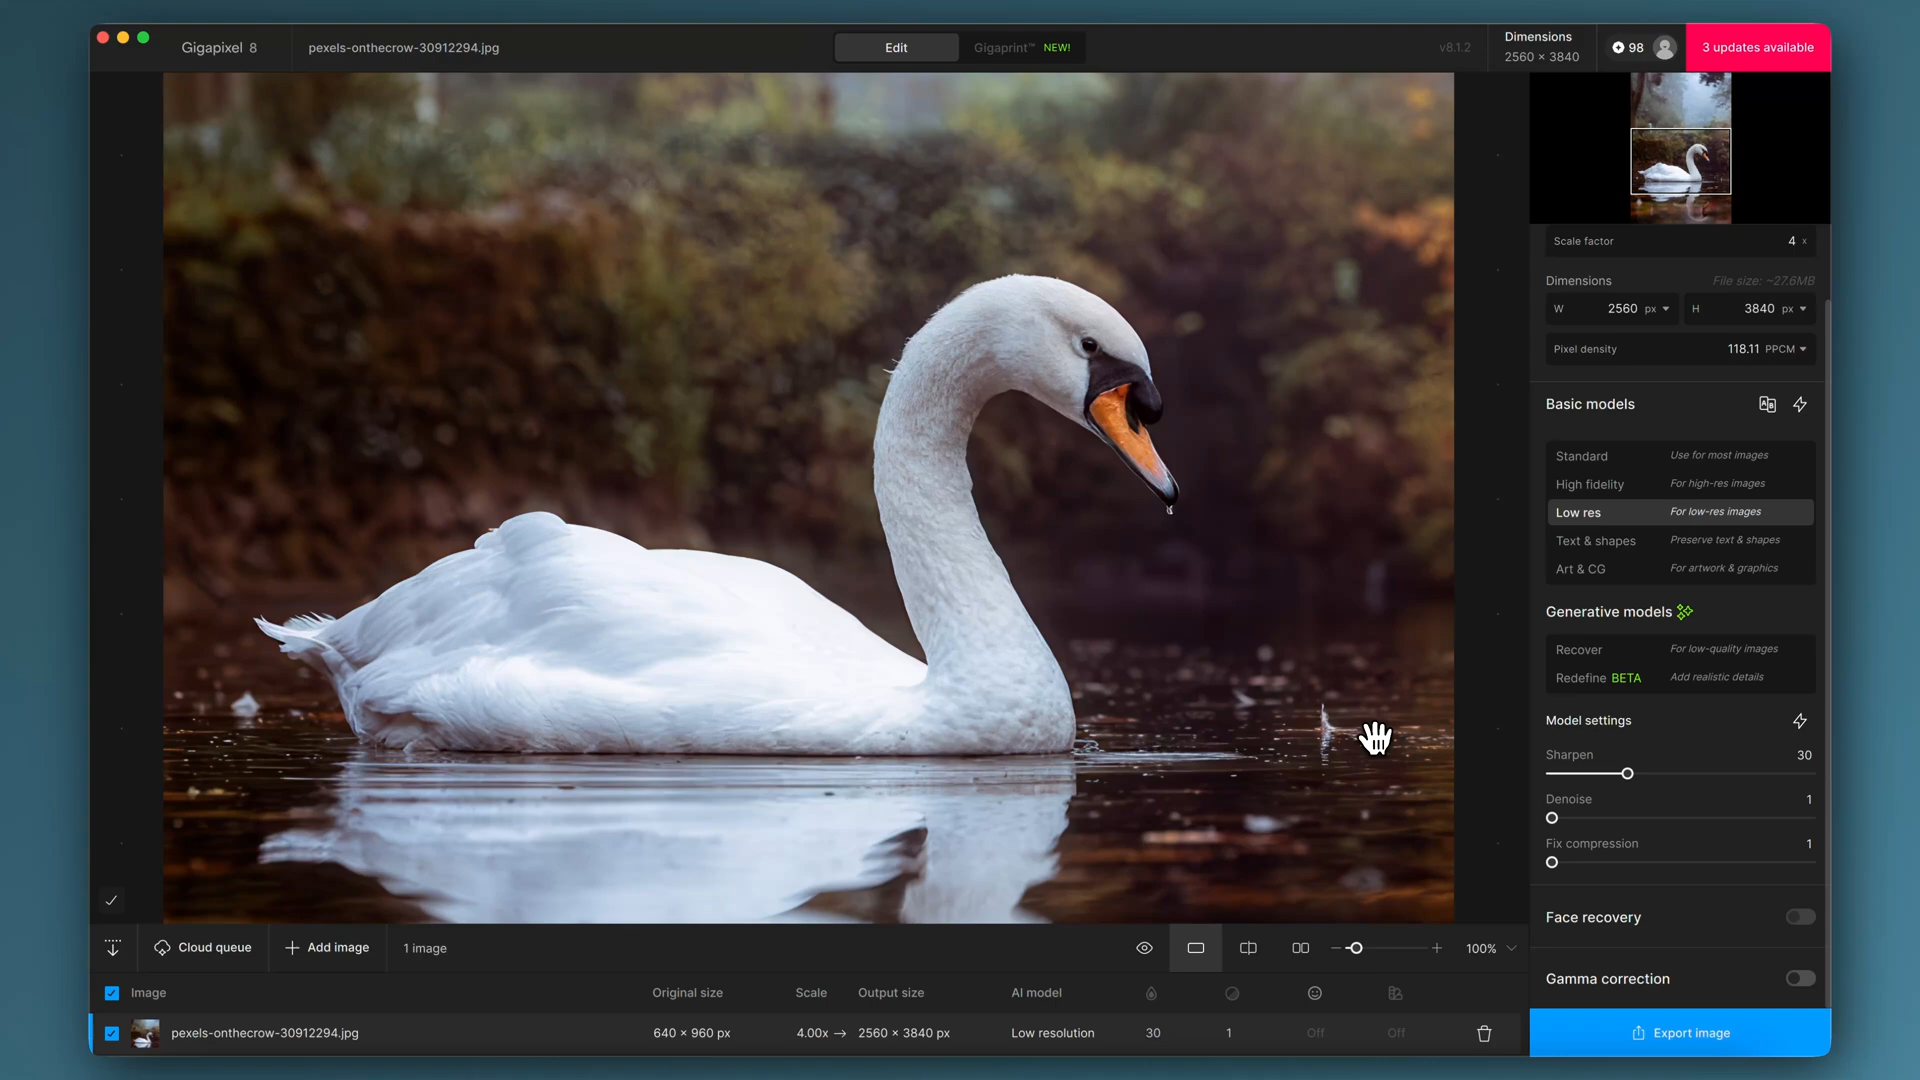 Gigapixel 8
pexels-onthecrow-30912294.jpg
Edit
Gigaprint™ NEW!
v8.1.2
Dimensions
2560 × 3840
98
3 updates available
Scale factor
4 x
Dimensions
File size: ~27.6MB
W 2560 px
H 3840 px
Pixel density
118.11 PPCM
Basic models
Standard Use for most images
High fidelity For high-res images
Low res For low-res images
Text & shapes Preserve text & shapes
Art & CG For artwork & graphics
Generative models
Recover For low-quality images
Redefine BETA Add realistic details
Model settings
Sharpen 30
Denoise 1
Fix compression 1
Face recovery
Gamma correction
Export image
Cloud queue
Add image
1 image
100%
Image Original size Scale Output size AI model
pexels-onthecrow-30912294.jpg 640 × 960 px 4.00x → 2560 × 3840 px Low resolution 30 1 Off Off